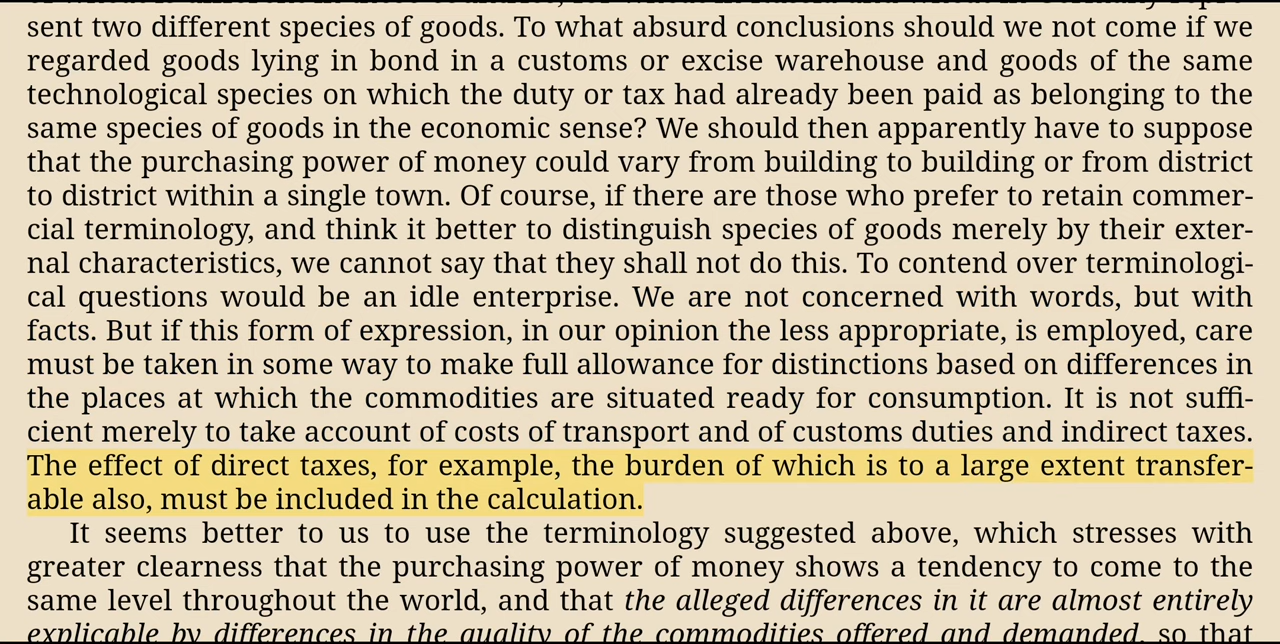 sent two different species of goods. To what absurd conclusions should we not come if we
regarded goods lying in bond in a customs or excise warehouse and goods of the same
technological species on which the duty or tax had already been paid as belonging to the
same species of goods in the economic sense? We should then apparently have to suppose
that the purchasing power of money could vary from building to building or from district
to district within a single town. Of course, if there are those who prefer to retain commer-
cial terminology, and think it better to distinguish species of goods merely by their exter-
nal characteristics, we cannot say that they shall not do this. To contend over terminologi-
cal questions would be an idle enterprise. We are not concerned with words, but with
facts. But if this form of expression, in our opinion the less appropriate, is employed, care
must be taken in some way to make full allowance for distinctions based on differences in
the places at which the commodities are situated ready for consumption. It is not suffi-
cient merely to take account of costs of transport and of customs duties and indirect taxes.
The effect of direct taxes, for example, the burden of which is to a large extent transfer-
able also, must be included in the calculation.
It seems better to us to use the terminology suggested above, which stresses with
greater clearness that the purchasing power of money shows a tendency to come to the
same level throughout the world, and that the alleged differences in it are almost entirely
explicable by differences in the quality of the commodities offered and demanded, so that